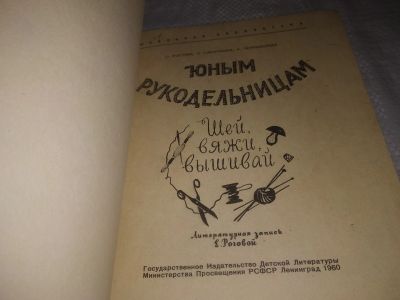 ЮНЫМ
РУКОДЕЛЬНИЦАМ
Шей,
вяжи,
вышивай
Литературная запись
Е. Роговой
Государственное Издательство Детской Литературы
Министерства Просвещения РСФСР Ленинград 1960